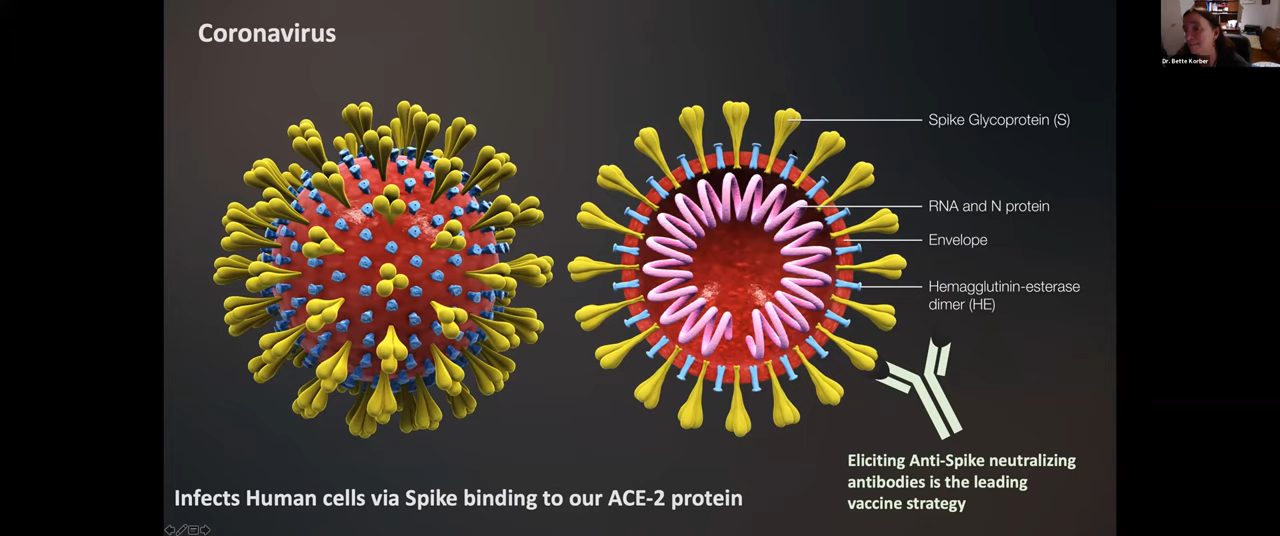 Coronavirus
Dr. Bette Korber
Spike Glycoprotein (S)
RNA and N protein
Envelope
Hemagglutinin-esterase
dimer (HE)
Eliciting Anti-Spike neutralizing
antibodies is the leading
vaccine strategy
Infects Human cells via Spike binding to our ACE-2 protein